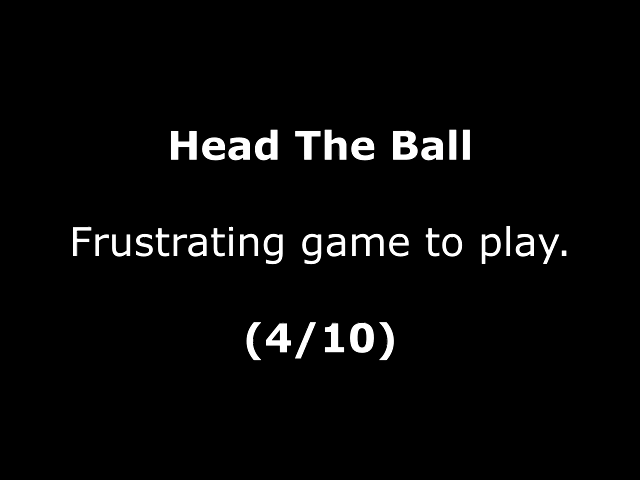 Head The Ball
Frustrating game to play.
(4/10)